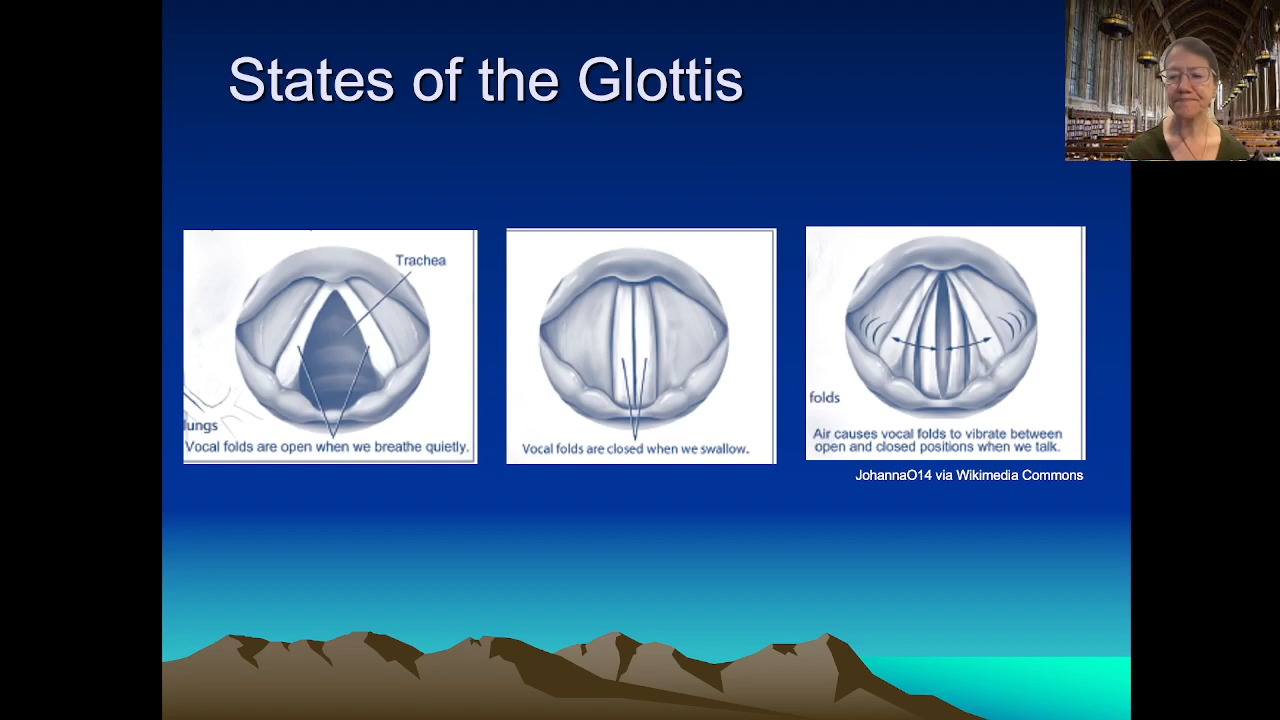 States of the Glottis
Trachea
lungs
Vocal folds are open when we breathe quietly.
Vocal folds are closed when we swallow.
folds
Air causes vocal folds to vibrate between
open and closed positions when we talk.
JohannaO14 via Wikimedia Commons